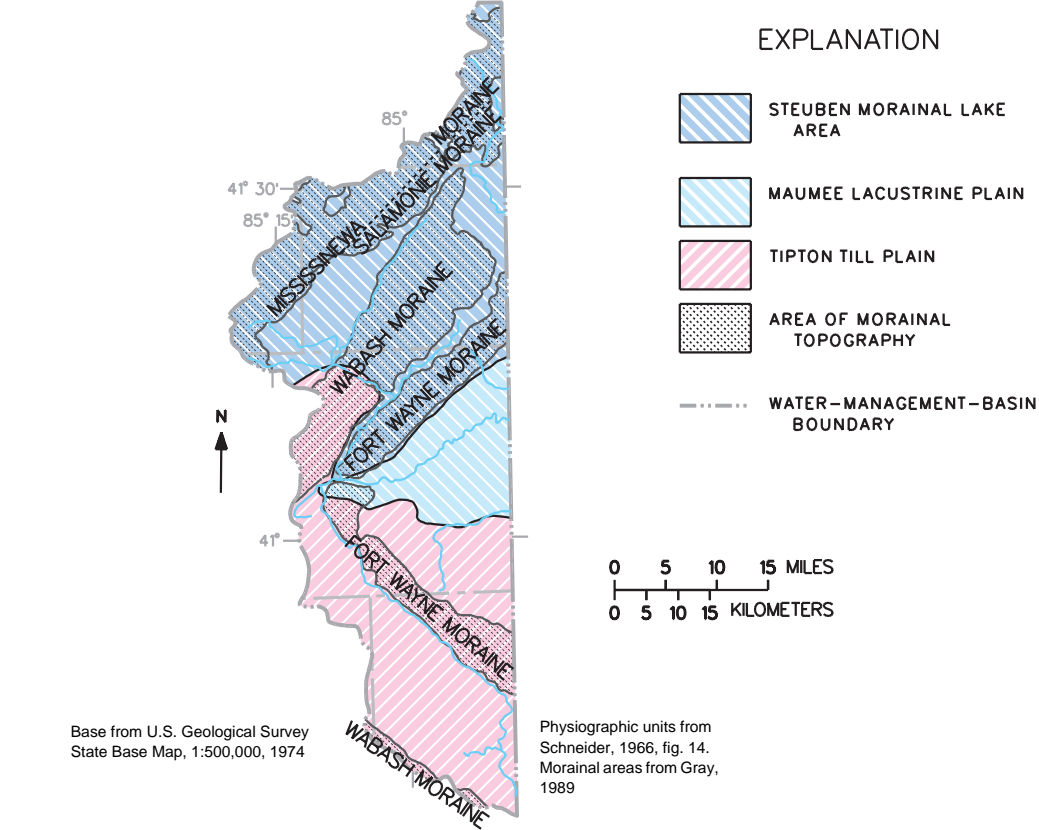 EXPLANATION
STEUBEN MORAINAL LAKE
AREA
MAUMEE LACUSTRINE PLAIN
TIPTON TILL PLAIN
AREA OF MORAINAL
TOPOGRAPHY
WATER–MANAGEMENT–BASIN
BOUNDARY
85°
41° 30'
85° 15'
41°
MISSISSINEWA MORAINE
SALAMONIE MORAINE
WABASH MORAINE
FORT WAYNE MORAINE
FORT WAYNE MORAINE
WABASH MORAINE
N
0 5 10 15 MILES
0 5 10 15 KILOMETERS
Base from U.S. Geological Survey
State Base Map, 1:500,000, 1974
Physiographic units from
Schneider, 1966, fig. 14.
Morainal areas from Gray,
1989